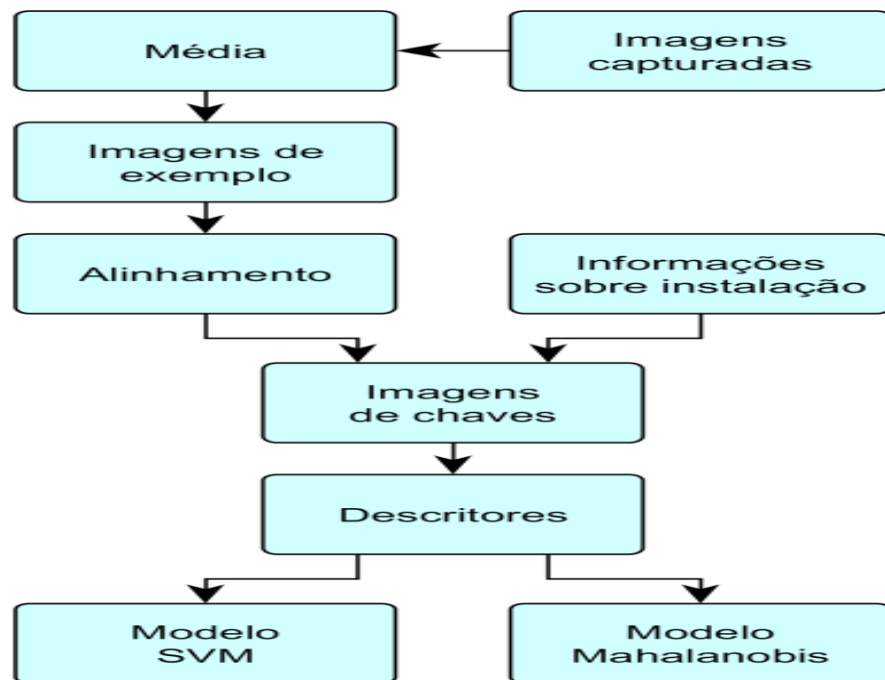 Média
Imagens
capturadas
Imagens de
exemplo
Alinhamento
Informações
sobre instalação
Imagens
de chaves
Descritores
Modelo
SVM
Modelo
Mahalanobis